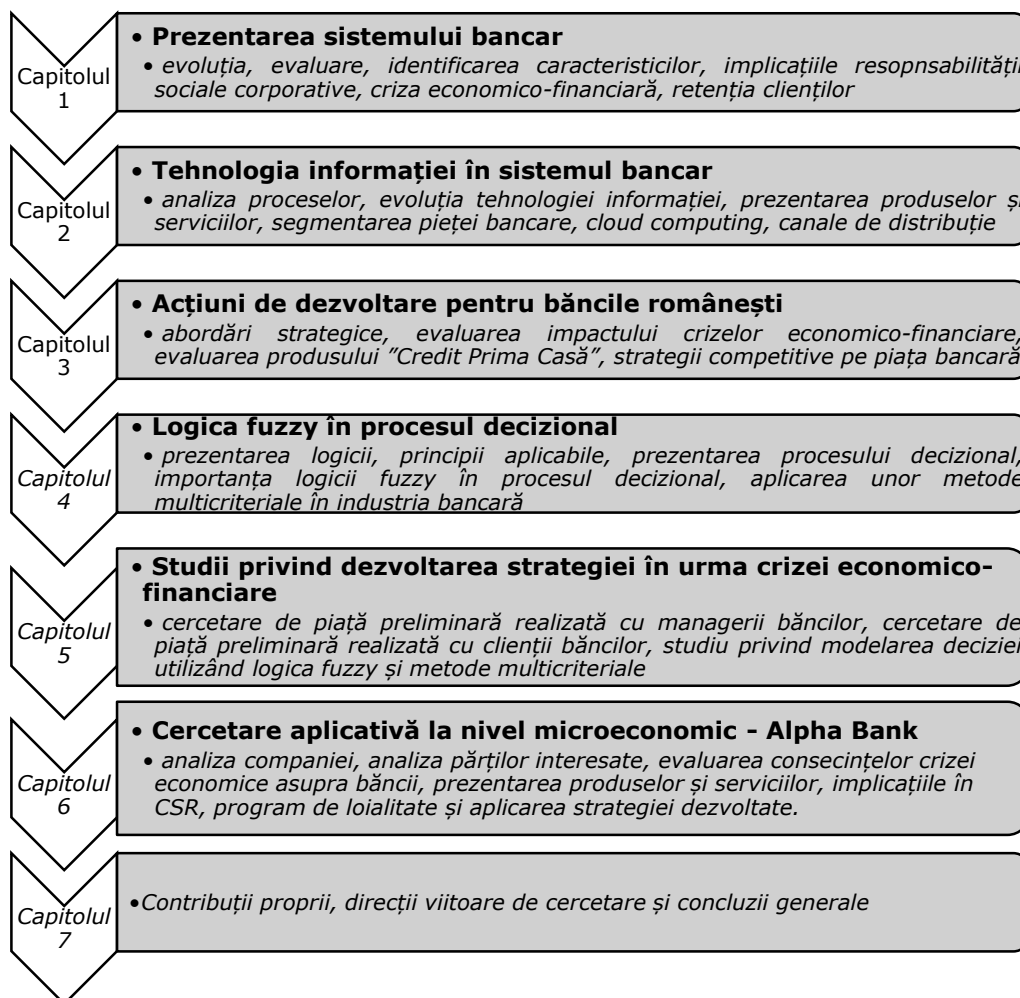 Capitolul
1
• Prezentarea sistemului bancar
• evoluția, evaluare, identificarea caracteristicilor, implicațiile resopnsabilității
sociale corporative, criza economico-financiară, retenția clienților
Capitolul
2
• Tehnologia informației în sistemul bancar
• analiza proceselor, evoluția tehnologiei informației, prezentarea produselor și
serviciilor, segmentarea pieței bancare, cloud computing, canale de distribuție
Capitolul
3
• Acțiuni de dezvoltare pentru băncile românești
• abordări strategice, evaluarea impactului crizelor economico-financiare,
evaluarea produsului ”Credit Prima Casă”, strategii competitive pe piața bancară
Capitolul
4
• Logica fuzzy în procesul decizional
• prezentarea logicii, principii aplicabile, prezentarea procesului decizional,
importanța logicii fuzzy în procesul decizional, aplicarea unor metode
multicriteriale în industria bancară
Capitolul
5
• Studii privind dezvoltarea strategiei în urma crizei economico-
financiare
• cercetare de piață preliminară realizată cu managerii băncilor, cercetare de
piață preliminară realizată cu clienții băncilor, studiu privind modelarea deciziei
utilizând logica fuzzy și metode multicriteriale
Capitolul
6
• Cercetare aplicativă la nivel microeconomic - Alpha Bank
• analiza companiei, analiza părților interesate, evaluarea consecințelor crizei
economice asupra băncii, prezentarea produselor și serviciilor, implicațiile în
CSR, program de loialitate și aplicarea strategiei dezvoltate.
Capitolul
7
•Contribuții proprii, direcții viitoare de cercetare și concluzii generale